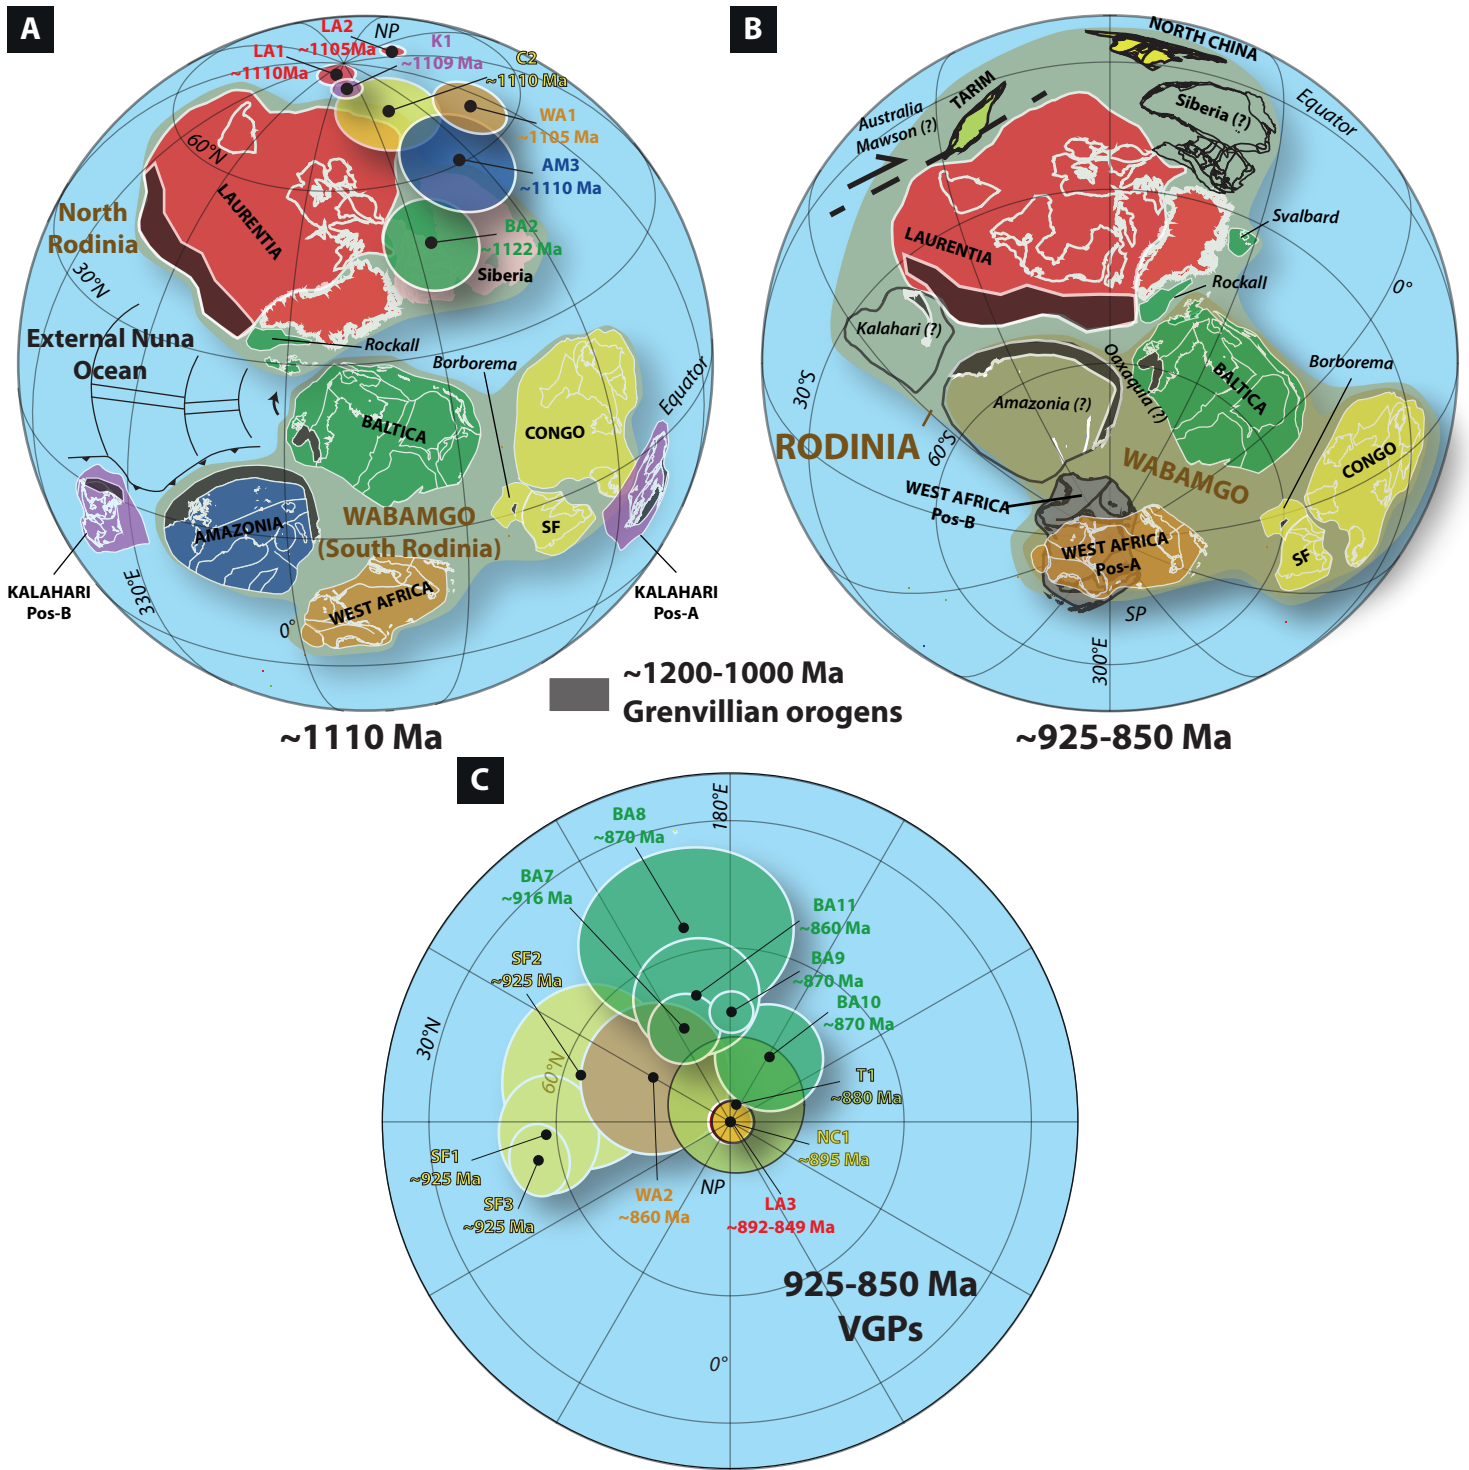 A
LA2
~1105Ma
NP
LA1
~1110Ma
K1
~1109 Ma
C2
~1110 Ma
WA1
~1105 Ma
AM3
~1110 Ma
BA2
~1122 Ma
Siberia
60°N
LAURENTIA
North
Rodinia
30°N
External Nuna
Ocean
Rockall
Borborema
Equator
BALTICA
CONGO
AMAZONIA
WABAMGO
(South Rodinia)
SF
WEST AFRICA
KALAHARI
Pos-B
330°E
0°
KALAHARI
Pos-A
~1110 Ma
~1200-1000 Ma
Grenvillian orogens
B
NORTH CHINA
TARIM
Australia
Mawson (?)
Siberia (?)
Equator
Svalbard
LAURENTIA
Rockall
0°
Kalahari (?)
Oaxaquia (?)
Borborema
BALTICA
30°S
Amazonia (?)
RODINIA
60°S
WABAMGO
CONGO
WEST AFRICA
Pos-B
WEST AFRICA
Pos-A
SF
SP
300°E
~925-850 Ma
C
180°E
BA8
~870 Ma
BA7
~916 Ma
BA11
~860 Ma
SF2
~925 Ma
BA9
~870 Ma
BA10
~870 Ma
30°N
60°N
T1
~880 Ma
NC1
~895 Ma
SF1
~925 Ma
SF3
~925 Ma
WA2
~860 Ma
NP
LA3
~892-849 Ma
925-850 Ma
VGPs
0°